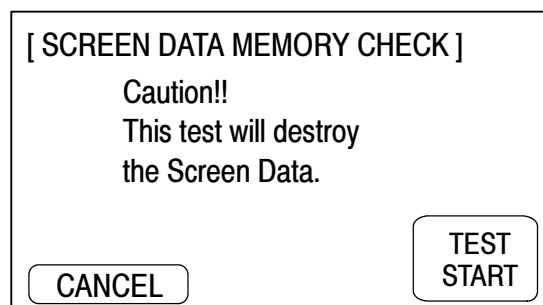 [ SCREEN DATA MEMORY CHECK ]
Caution!!
This test will destroy
the Screen Data.
TEST
START
CANCEL